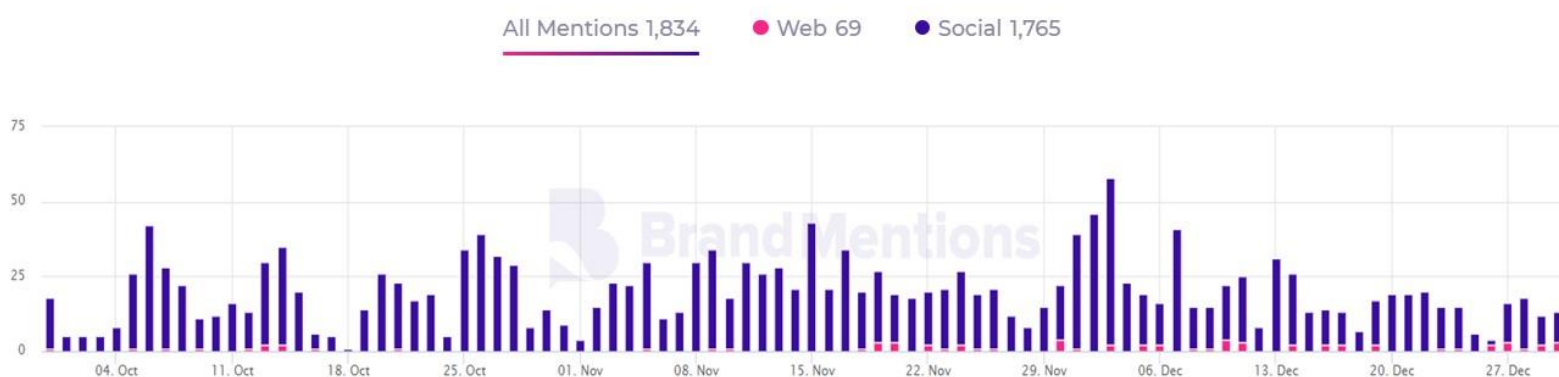 All Mentions 1,834 Web 69 Social 1,765
75
50
25
0
BrandMentions
04. Oct 11. Oct 18. Oct 25. Oct 01. Nov 08. Nov 15. Nov 22. Nov 29. Nov 06. Dec 13. Dec 20. Dec 27. Dec